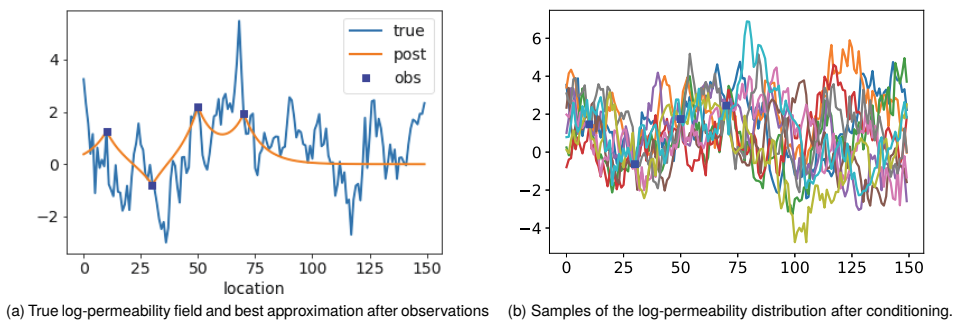 true
post
obs
4
2
0
−2
0 25 50 75 100 125 150
location
(a) True log-permeability field and best approximation after observations
6
4
2
0
−2
−4
0 25 50 75 100 125 150
(b) Samples of the log-permeability distribution after conditioning.